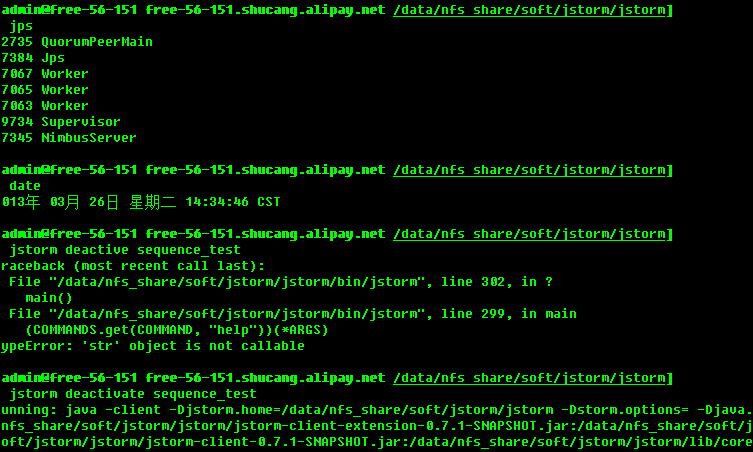 admin@free-56-151 free-56-151.shucang.alipay.net /data/nfs_share/soft/jstorm/jstorm]
jps
2735 QuorumPeerMain
7384 Jps
7067 Worker
7065 Worker
7063 Worker
9734 Supervisor
7345 NimbusServer
admin@free-56-151 free-56-151.shucang.alipay.net /data/nfs_share/soft/jstorm/jstorm]
date
013年 03月 26日 星期二 14:34:46 CST
admin@free-56-151 free-56-151.shucang.alipay.net /data/nfs_share/soft/jstorm/jstorm]
jstorm deactive sequence_test
raceback (most recent call last):
File "/data/nfs_share/soft/jstorm/jstorm/bin/jstorm", line 302, in ?
main()
File "/data/nfs_share/soft/jstorm/jstorm/bin/jstorm", line 299, in main
(COMMANDS.get(COMMAND, "help"))(*ARGS)
ypeError: 'str' object is not callable
admin@free-56-151 free-56-151.shucang.alipay.net /data/nfs_share/soft/jstorm/jstorm]
jstorm deactivate sequence_test
unning: java -client -Djstorm.home=/data/nfs_share/soft/jstorm/jstorm -Dstorm.options= -Djava.
nfs_share/soft/jstorm/jstorm/jstorm-client-extension-0.7.1-SNAPSHOT.jar:/data/nfs_share/soft/j
oft/jstorm/jstorm/jstorm-client-0.7.1-SNAPSHOT.jar:/data/nfs_share/soft/jstorm/jstorm/lib/core